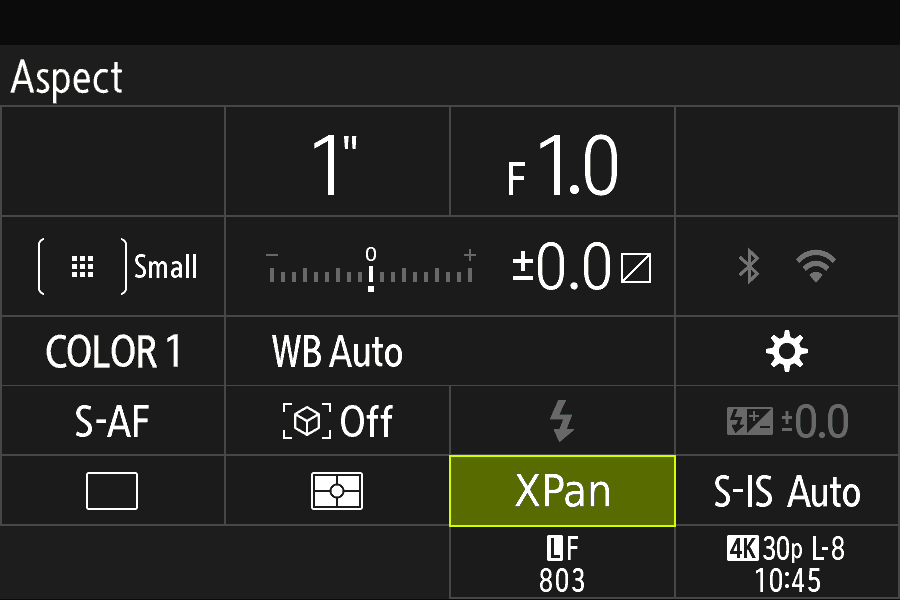 Aspect
1" F 1.0
Small − 0 + ±0.0
COLOR 1 WB Auto
S-AF Off ±0.0
XPan S-IS Auto
L F 4K 30p L-8
803 10:45